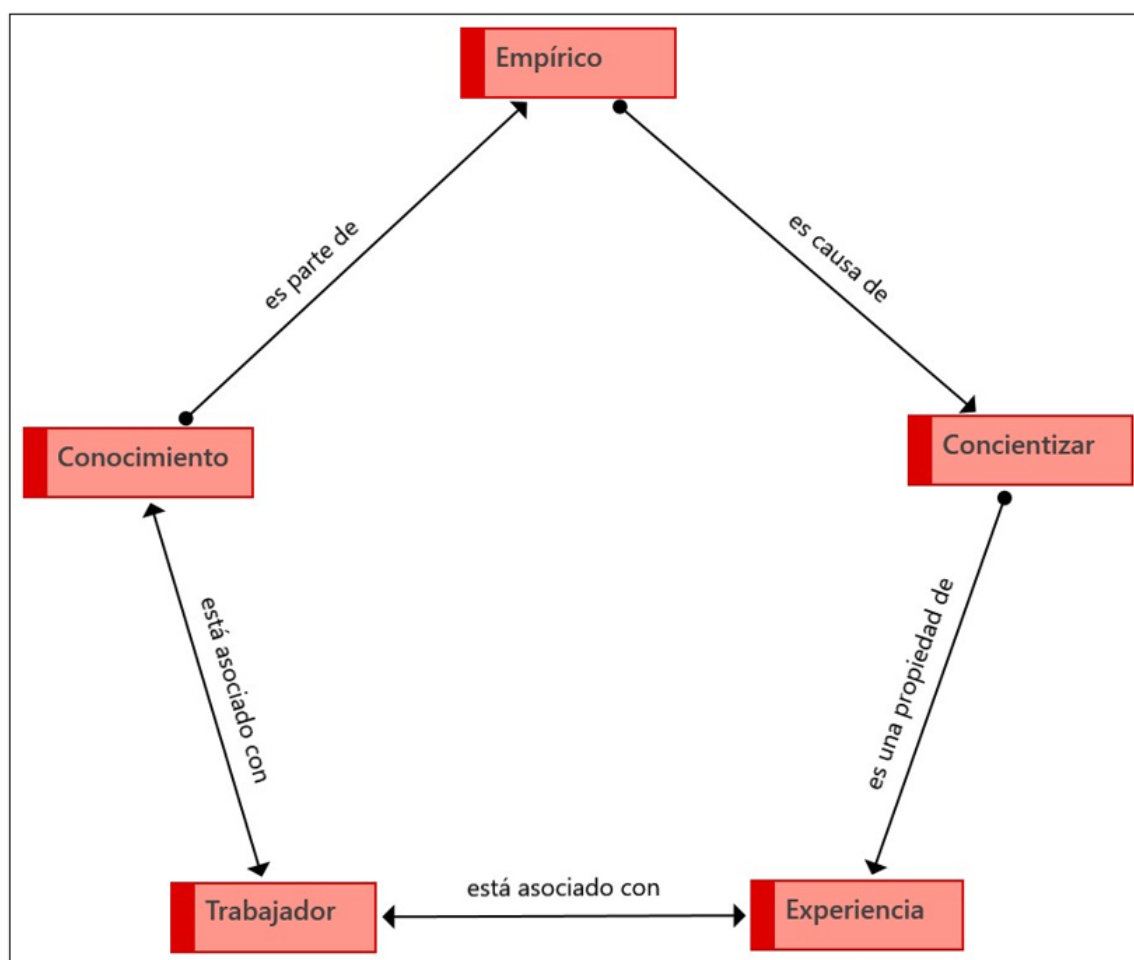 Empírico
es parte de
es causa de
Conocimiento
Concientizar
está asociado con
es una propiedad de
está asociado con
Trabajador
Experiencia